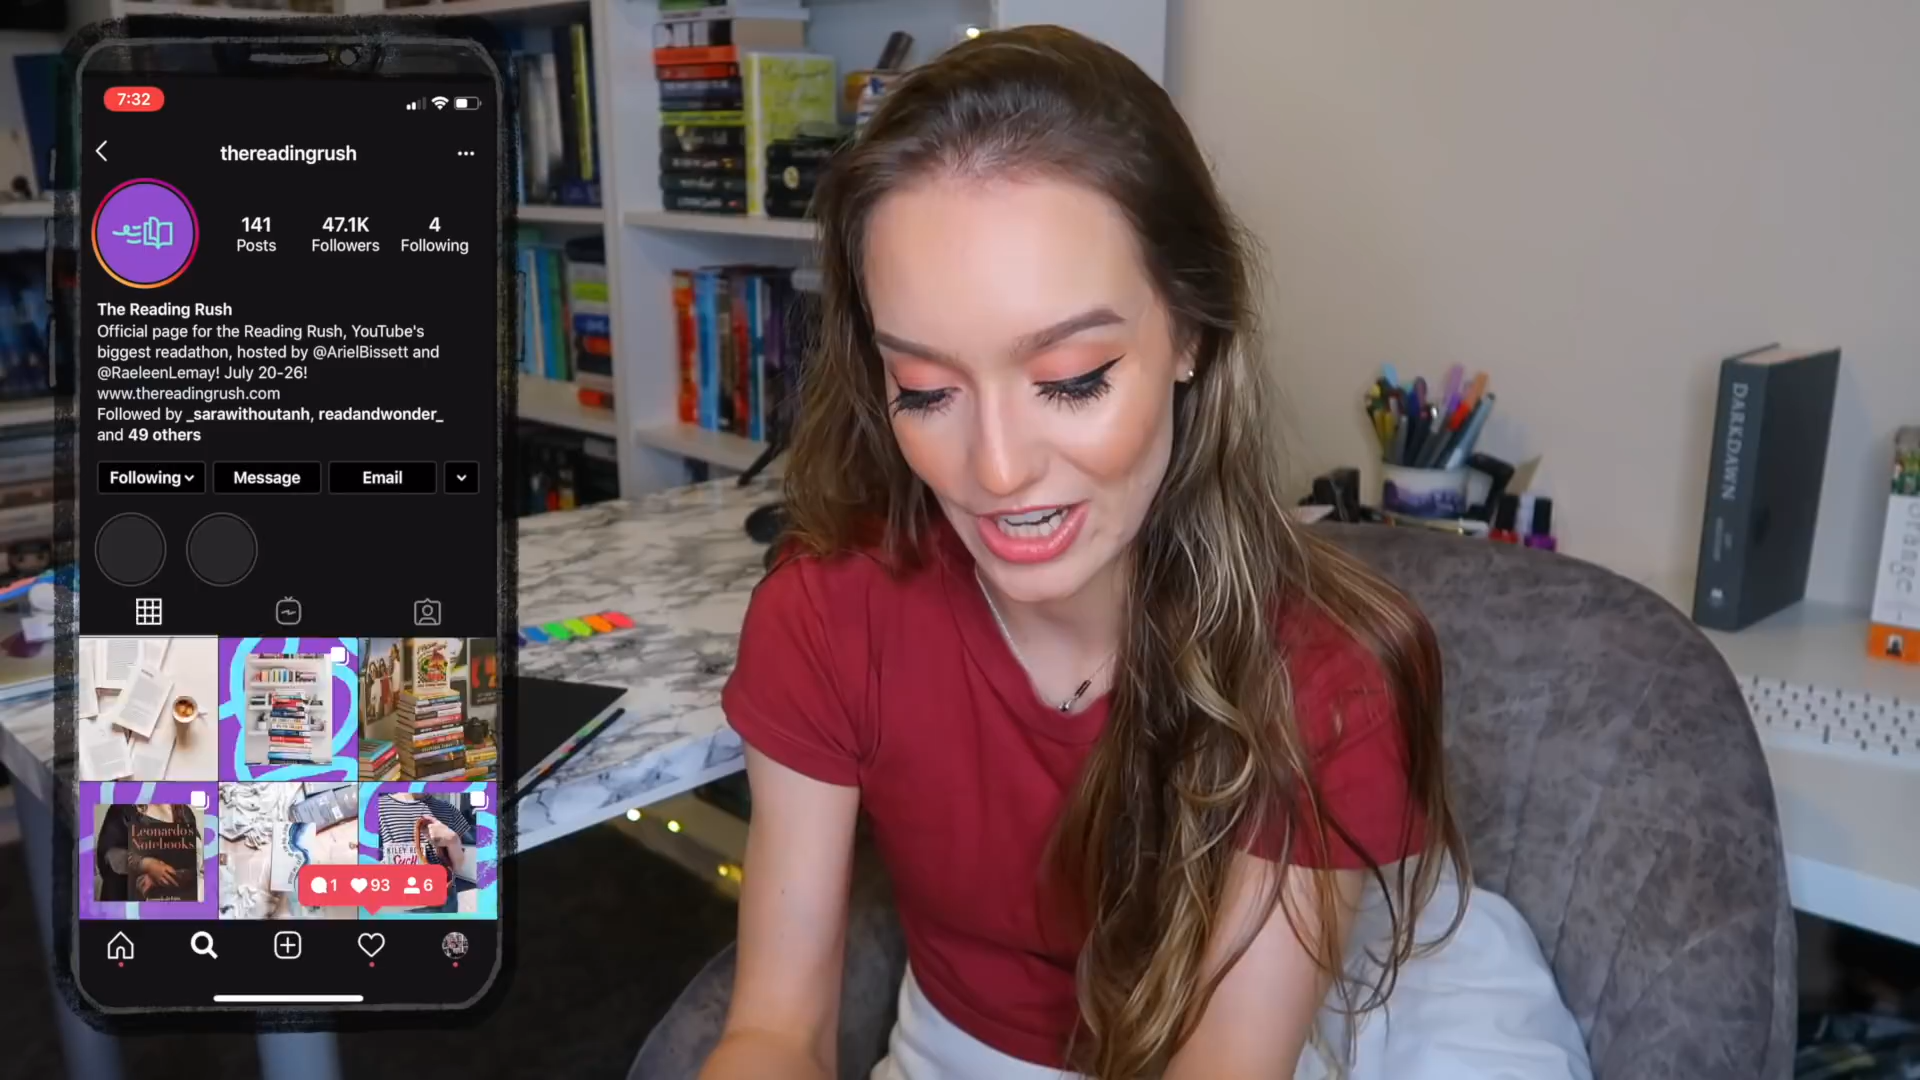 7:32
thereadingrush
141 47.1K 4
Posts Followers Following
The Reading Rush
Official page for the Reading Rush, YouTube's
biggest readathon, hosted by @ArielBissett and
@RaeleenLemay! July 20-26!
www.thereadingrush.com
Followed by _sarawithoutanh, readandwonder_
and 49 others
Following Message Email
Leonardo's
Notebooks
1 93 6
DARKDAWN